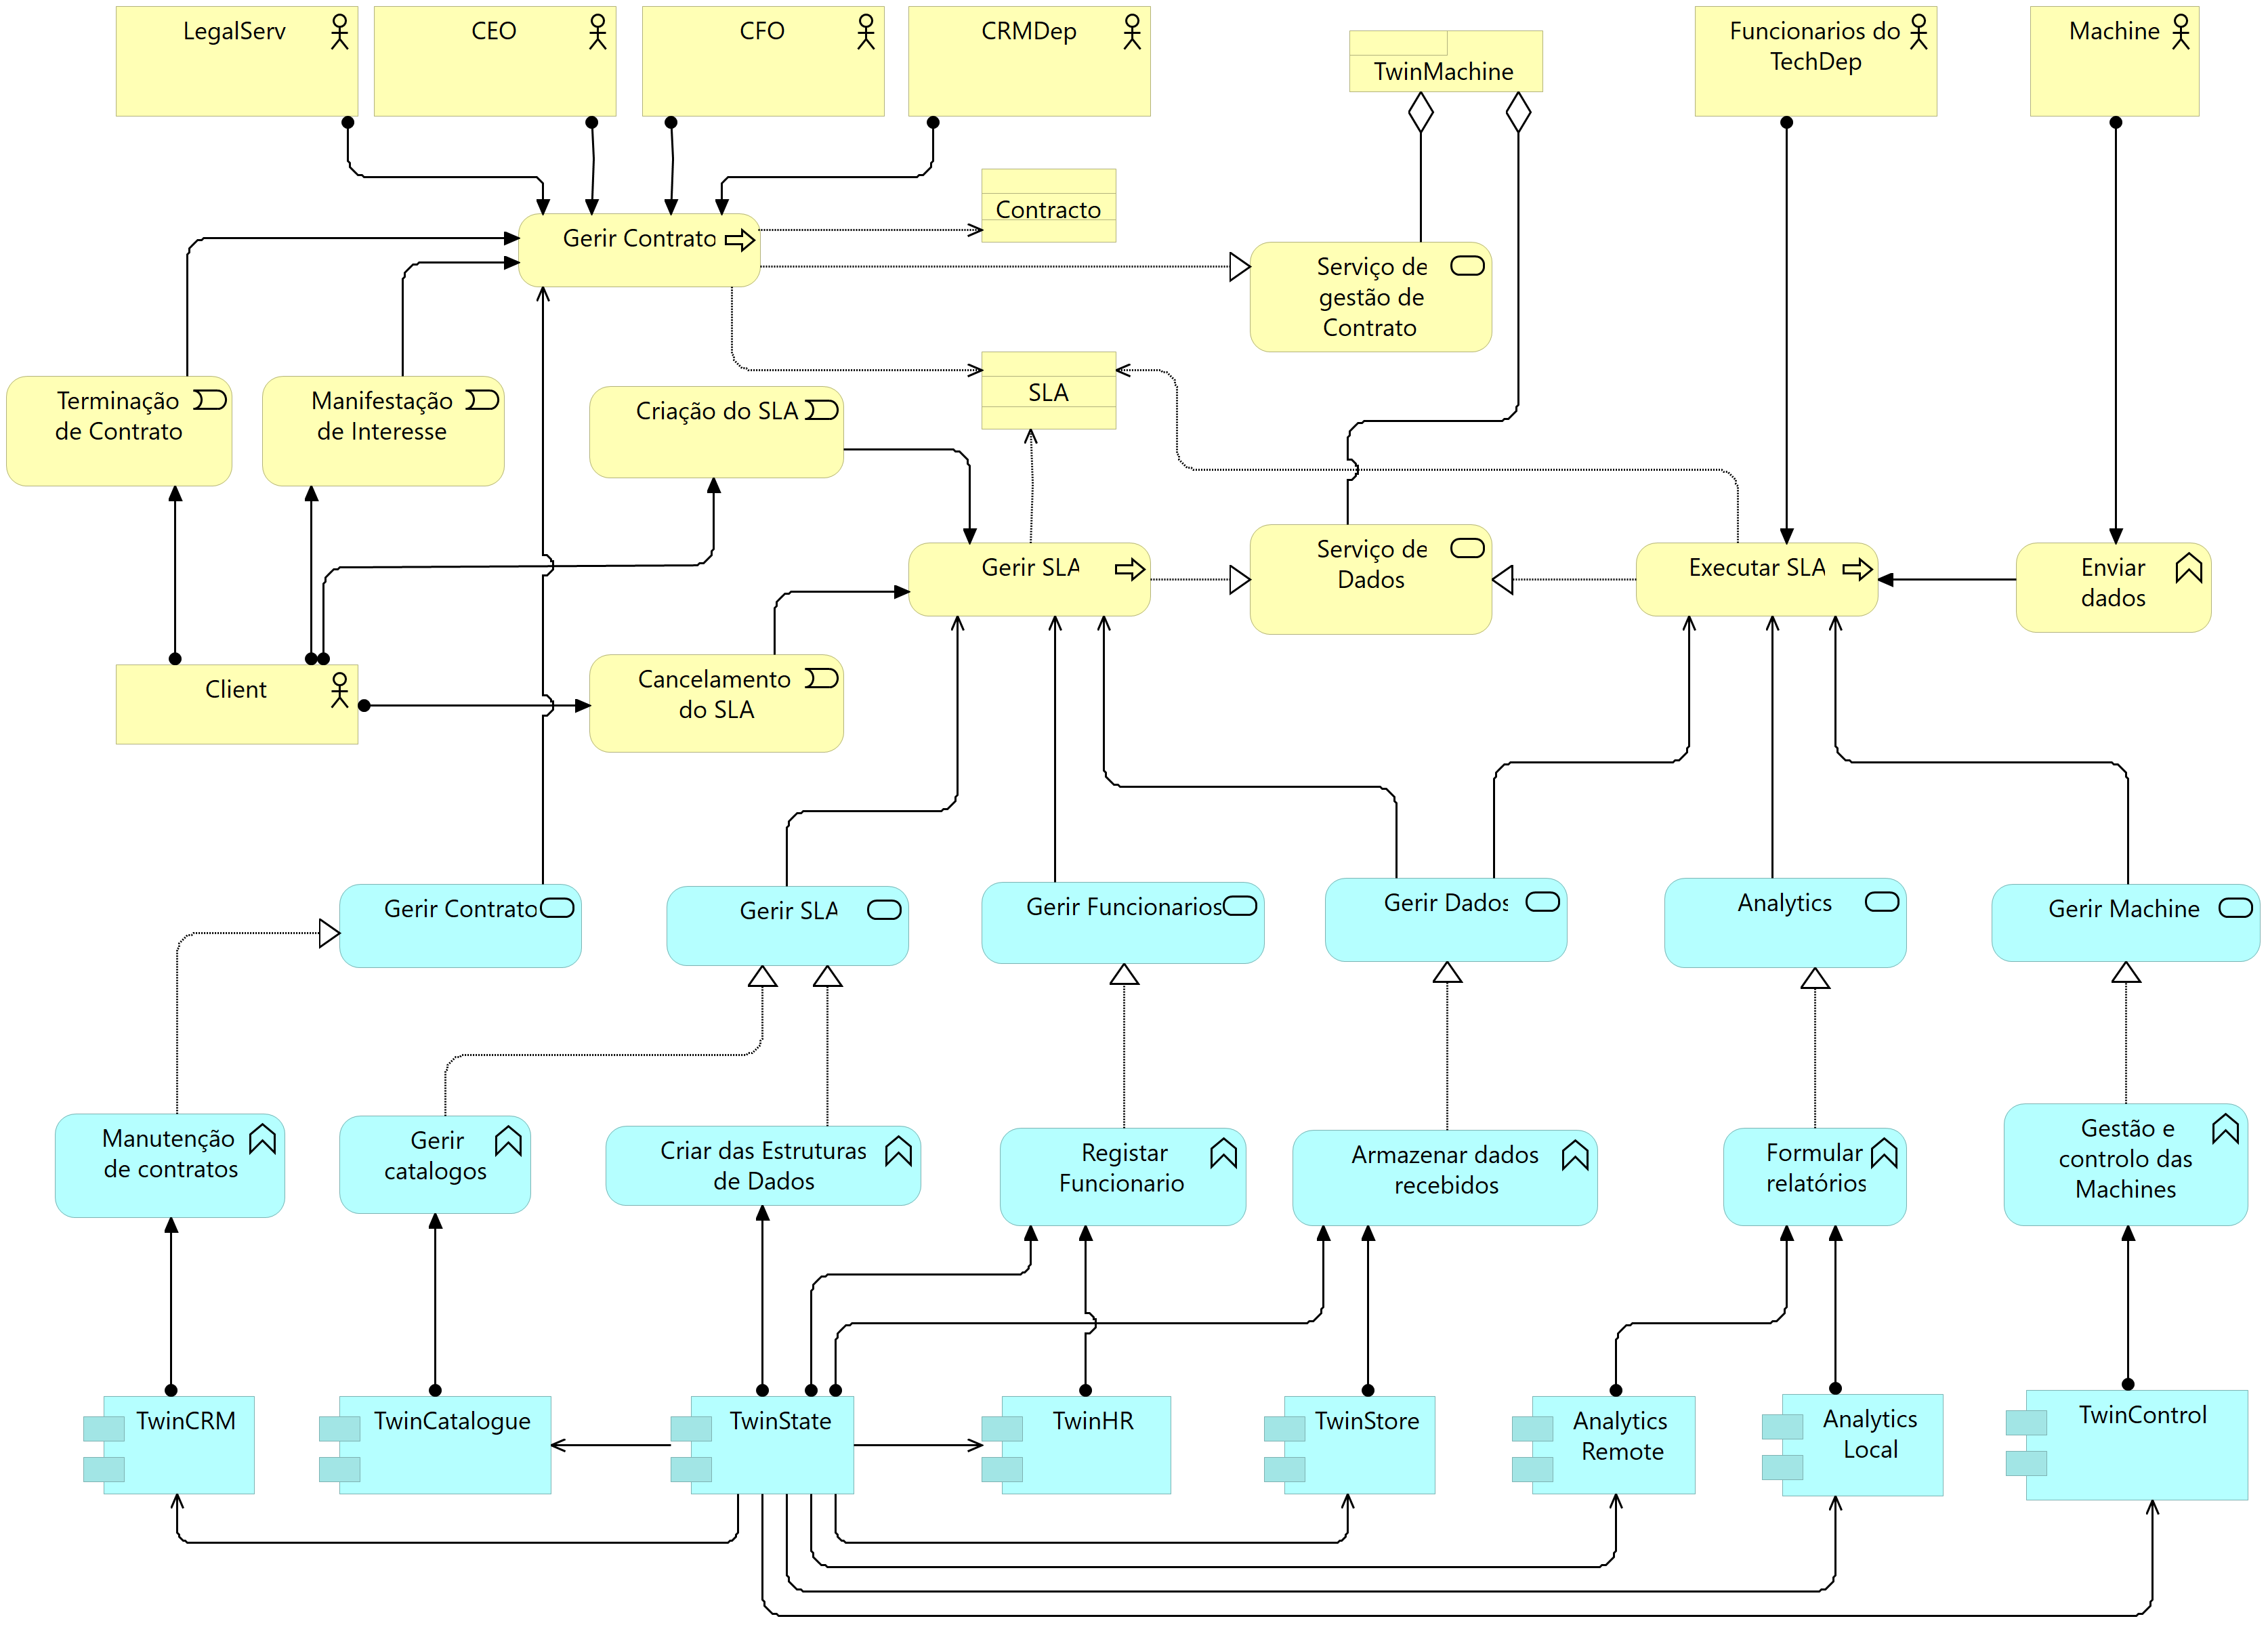 LegalServ
CEO
CFO
CRMDep
TwinMachine
Funcionarios do
TechDep
Machine
Contracto
Gerir Contrato
Serviço de
gestão de
Contrato
Terminação
de Contrato
Manifestação
de Interesse
Criação do SLA
SLA
Gerir SLA
Serviço de
Dados
Executar SLA
Enviar
dados
Client
Cancelamento
do SLA
Gerir Contrato
Gerir SLA
Gerir Funcionarios
Gerir Dados
Analytics
Gerir Machine
Manutenção
de contratos
Gerir
catalogos
Criar das Estruturas
de Dados
Registar
Funcionario
Armazenar dados
recebidos
Formular
relatórios
Gestão e
controlo das
Machines
TwinCRM
TwinCatalogue
TwinState
TwinHR
TwinStore
Analytics
Remote
Analytics
Local
TwinControl